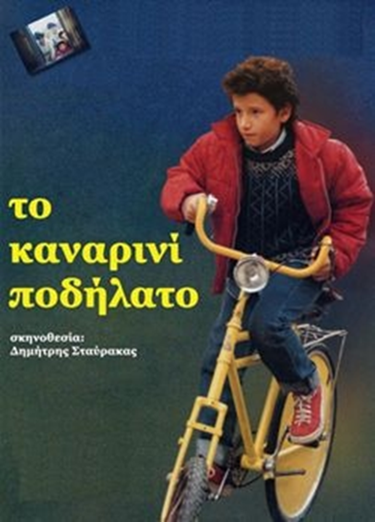 το
καναρινί
ποδήλατο
σκηνοθεσία:
Δημήτρης Σταύρακας